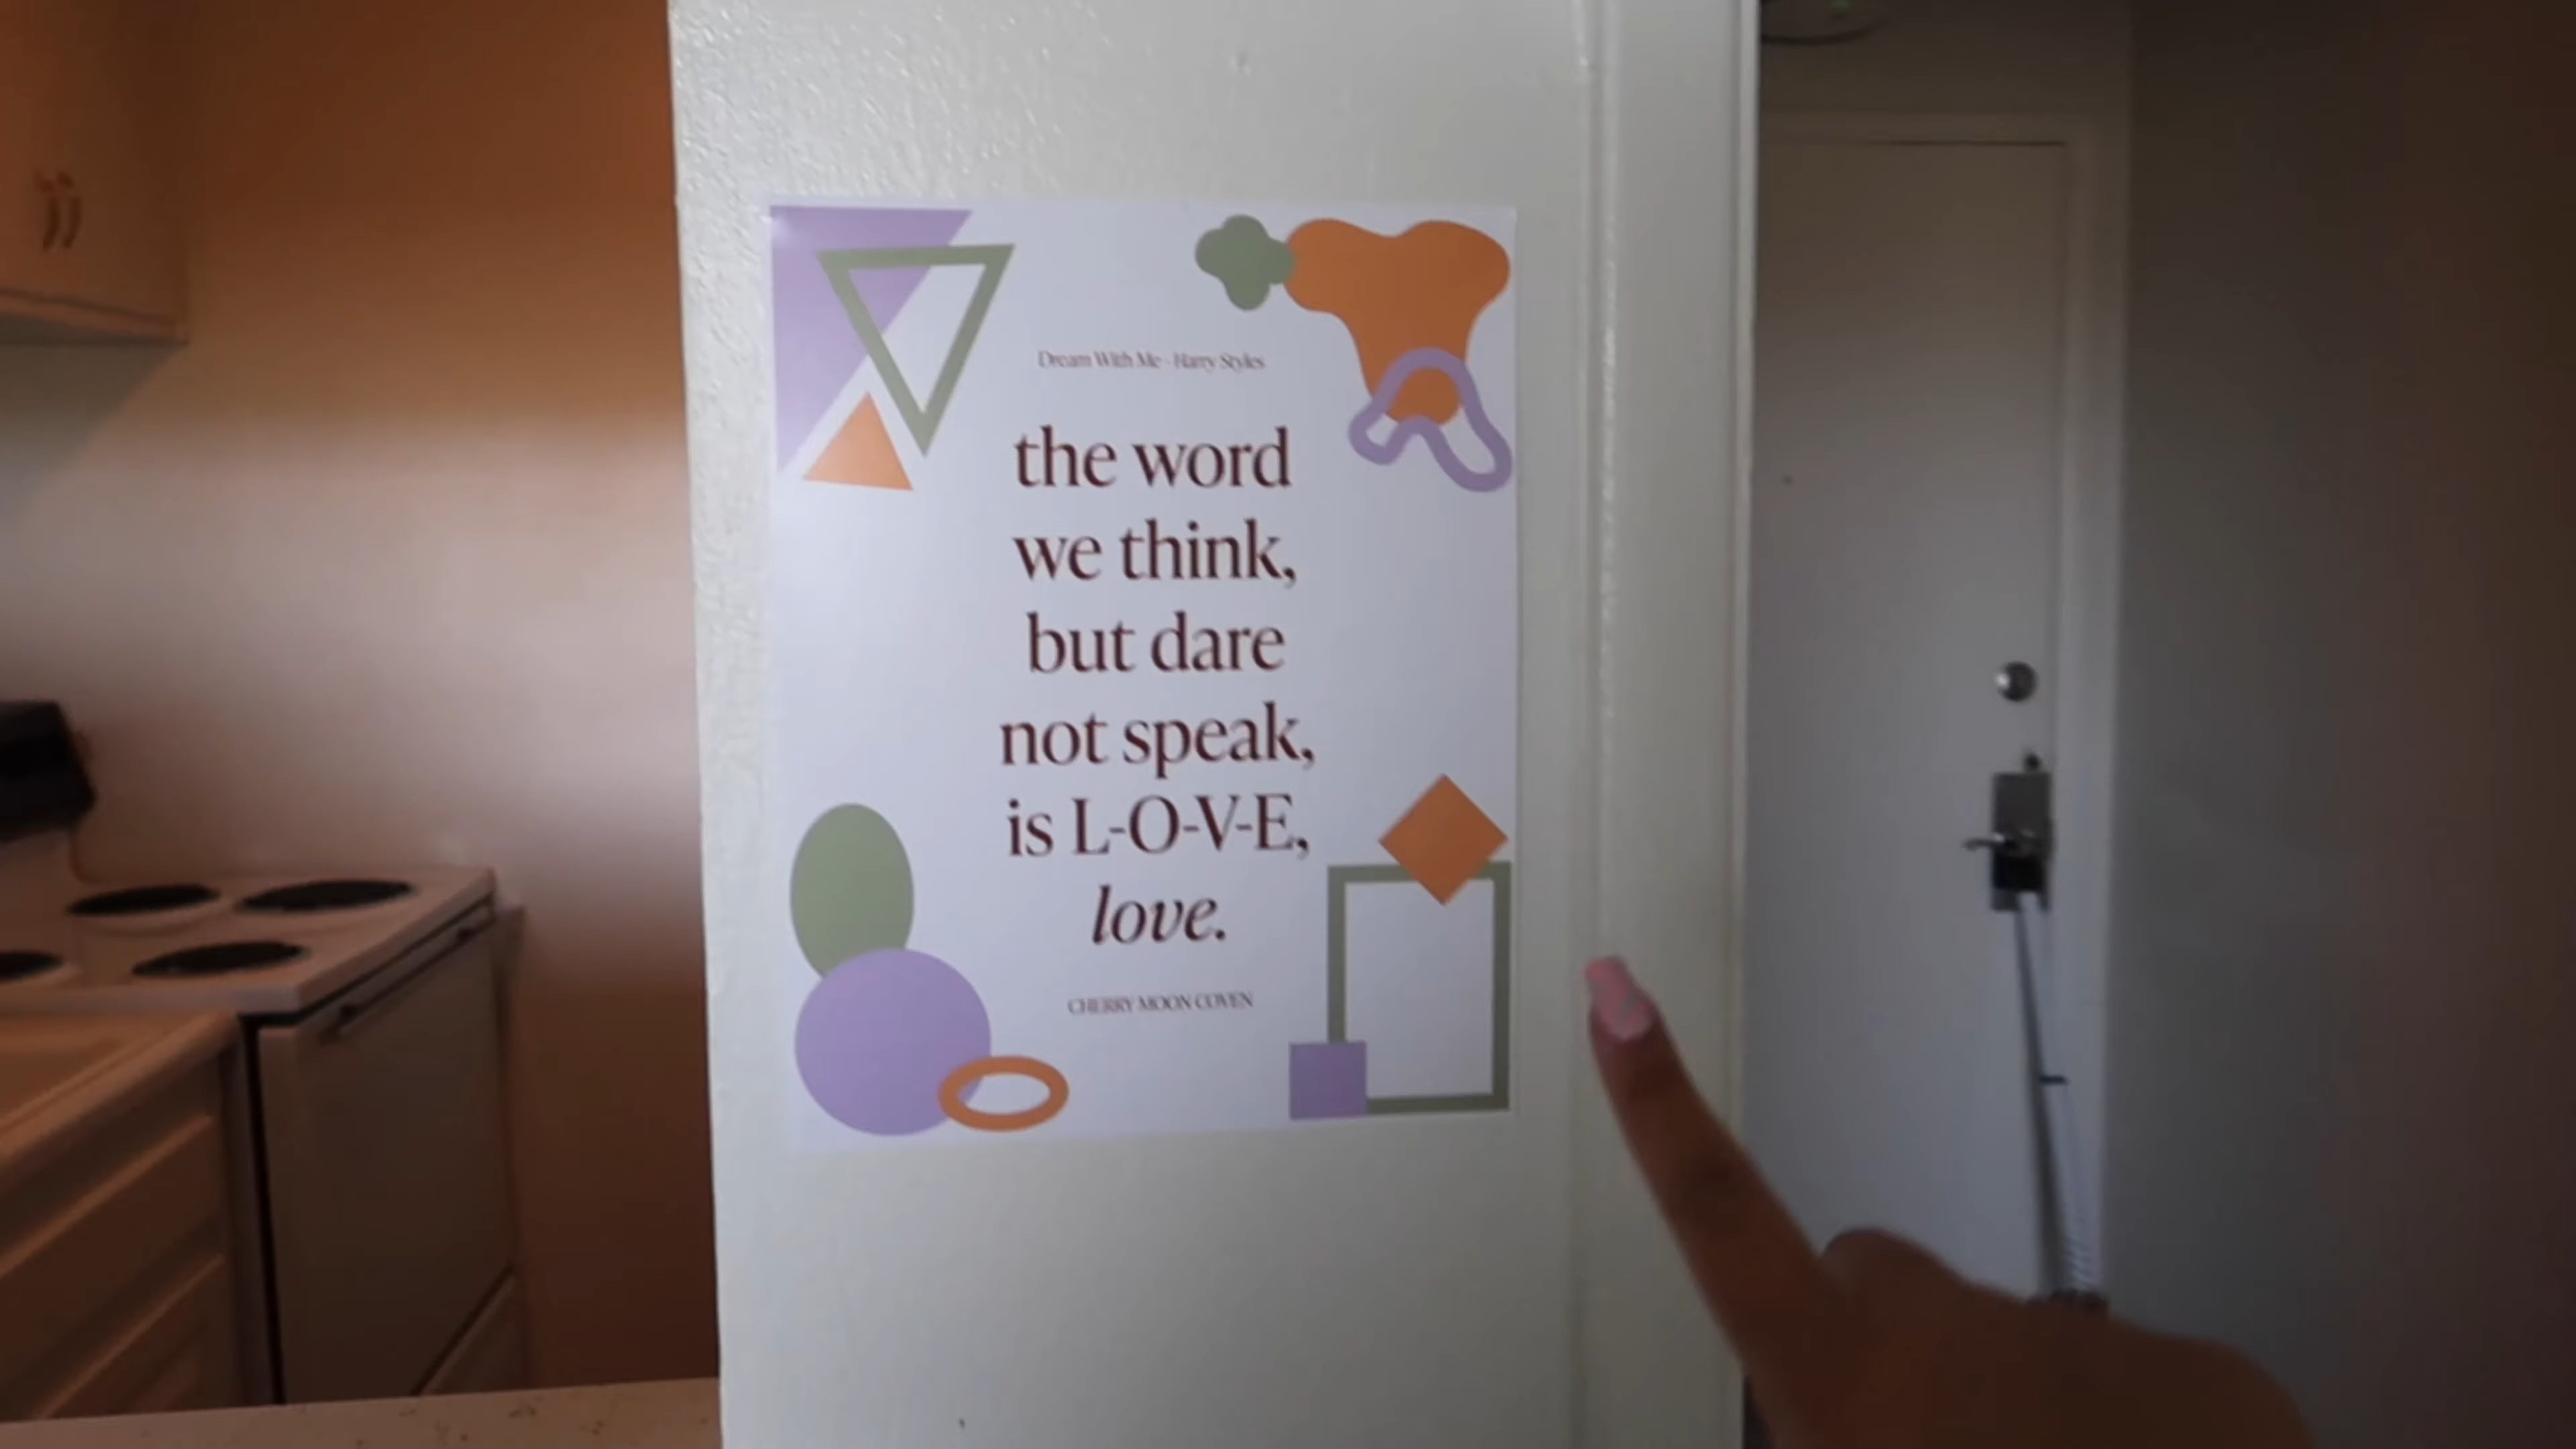 Dream With Me - Harry Styles
the word
we think,
but dare
not speak,
is L-O-V-E,
love.
CHERRY MOON COVEN